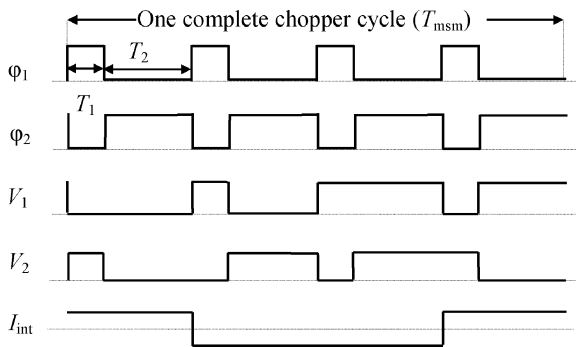 One complete chopper cycle (Tmsm)
T2
φ1
T1
φ2
V1
V2
Iint